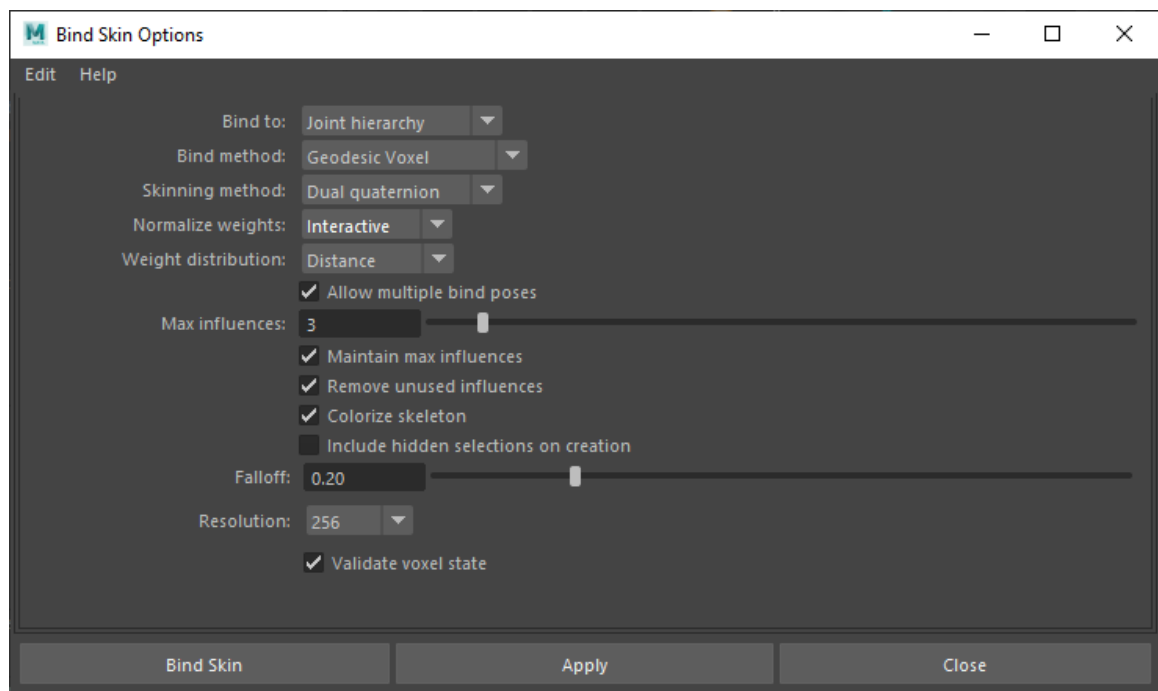 Bind Skin Options
Edit Help
Bind to: Joint hierarchy
Bind method: Geodesic Voxel
Skinning method: Dual quaternion
Normalize weights: Interactive
Weight distribution: Distance
Allow multiple bind poses
Max influences: 3
Maintain max influences
Remove unused influences
Colorize skeleton
Include hidden selections on creation
Falloff: 0.20
Resolution: 256
Validate voxel state
Bind Skin Apply Close